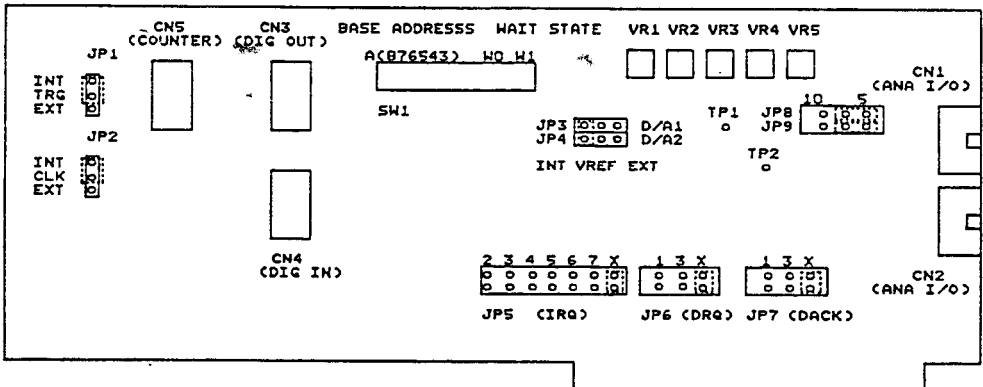 CN5 CN3 BASE ADDRESSS WAIT STATE VR1 VR2 VR3 VR4 VR5
(COUNTER) (DIG OUT)
JP1 A(876543) W0 W1 CN1
(ANA I/O)
INT
TRG
EXT
SW1
10 5
TP1 JP8
JP9
JP3 D/A1
JP4 D/A2
JP2
INT VREF EXT TP2
INT
CLK
EXT
CN4
(DIG IN)
2 3 4 5 6 7 X 1 3 X 1 3 X
CN2
(ANA I/O)
JP5 (IRQ) JP6 (DRQ) JP7 (DACK)